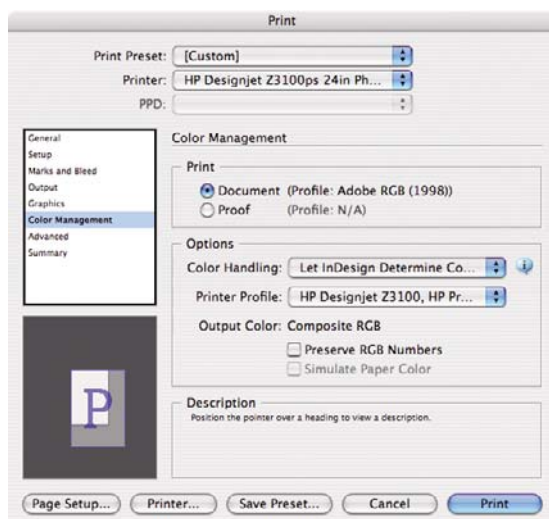 Print
Print Preset: [Custom]
Printer: HP Designjet Z3100ps 24in Ph...
PPD:
General
Setup
Marks and Bleed
Output
Graphics
Color Management
Advanced
Summary
Color Management
Print
Document (Profile: Adobe RGB (1998))
Proof (Profile: N/A)
Options
Color Handling: Let InDesign Determine Co...
Printer Profile: HP Designjet Z3100, HP Pr...
Output Color: Composite RGB
Preserve RGB Numbers
Simulate Paper Color
P
Description
Position the pointer over a heading to view a description.
Page Setup... Printer... Save Preset... Cancel Print